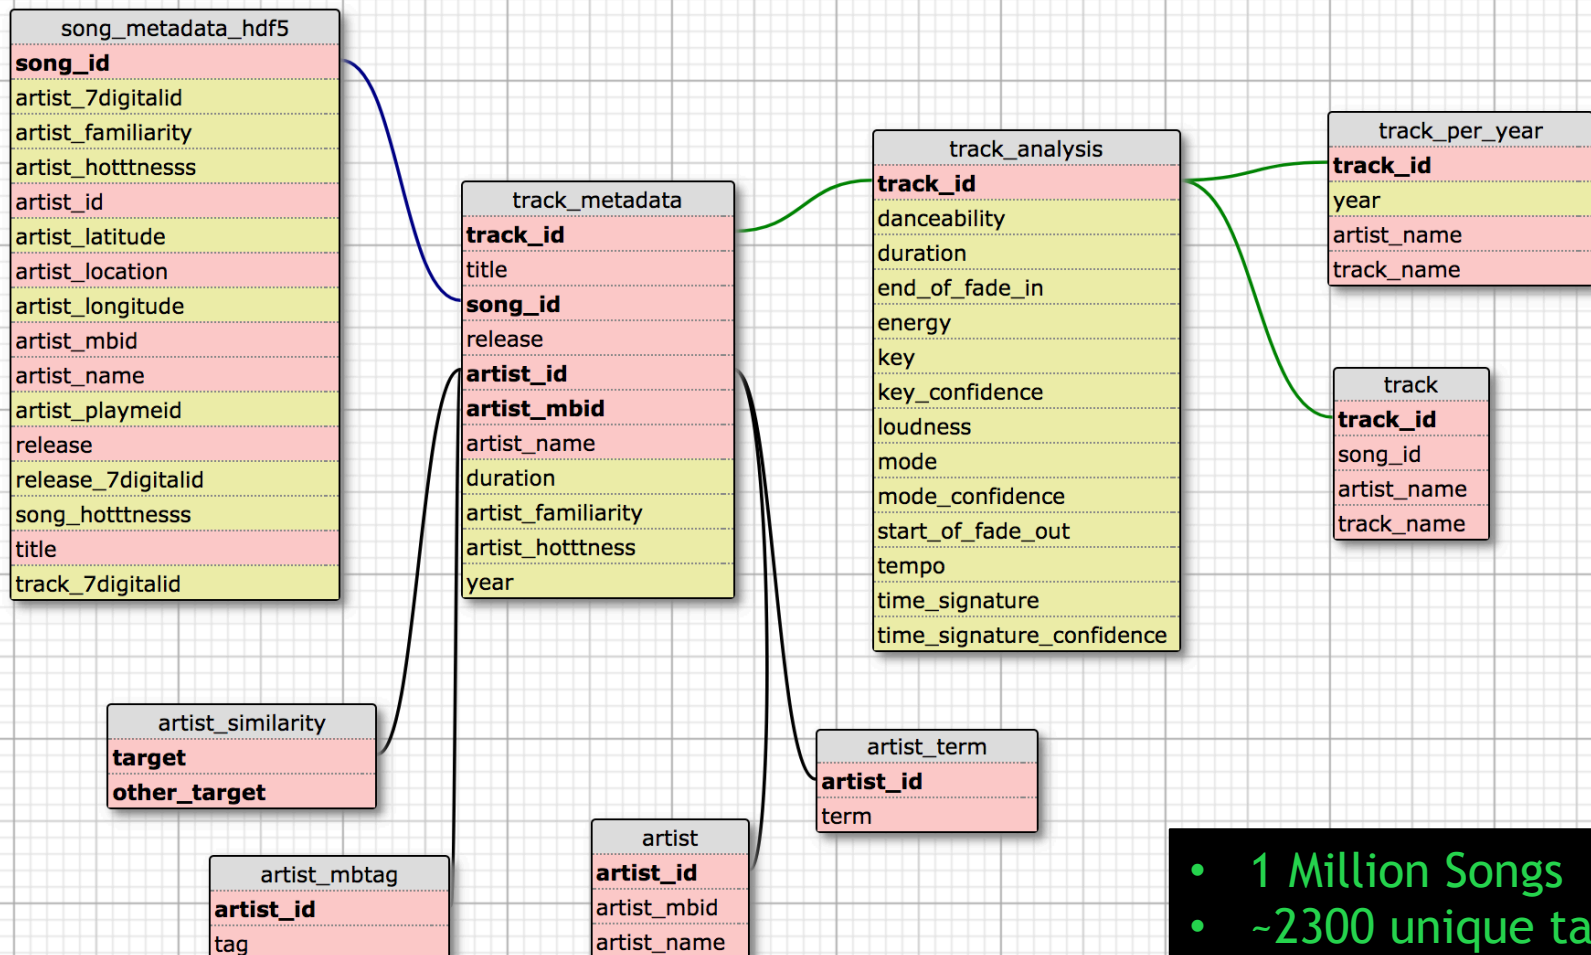 song_metadata_hdf5
song_id
artist_7digitalid
artist_familiarity
artist_hotttnesss
artist_id
artist_latitude
artist_location
artist_longitude
artist_mbid
artist_name
artist_playmeid
release
release_7digitalid
song_hotttnesss
title
track_7digitalid
track_metadata
track_id
title
song_id
release
artist_id
artist_mbid
artist_name
duration
artist_familiarity
artist_hotttness
year
track_analysis
track_id
danceability
duration
end_of_fade_in
energy
key
key_confidence
loudness
mode
mode_confidence
start_of_fade_out
tempo
time_signature
time_signature_confidence
track_per_year
track_id
year
artist_name
track_name
track
track_id
song_id
artist_name
track_name
artist_similarity
target
other_target
artist_mbtag
artist_id
tag
artist
artist_id
artist_mbid
artist_name
artist_term
artist_id
term
• 1 Million Songs
• ~2300 unique ta